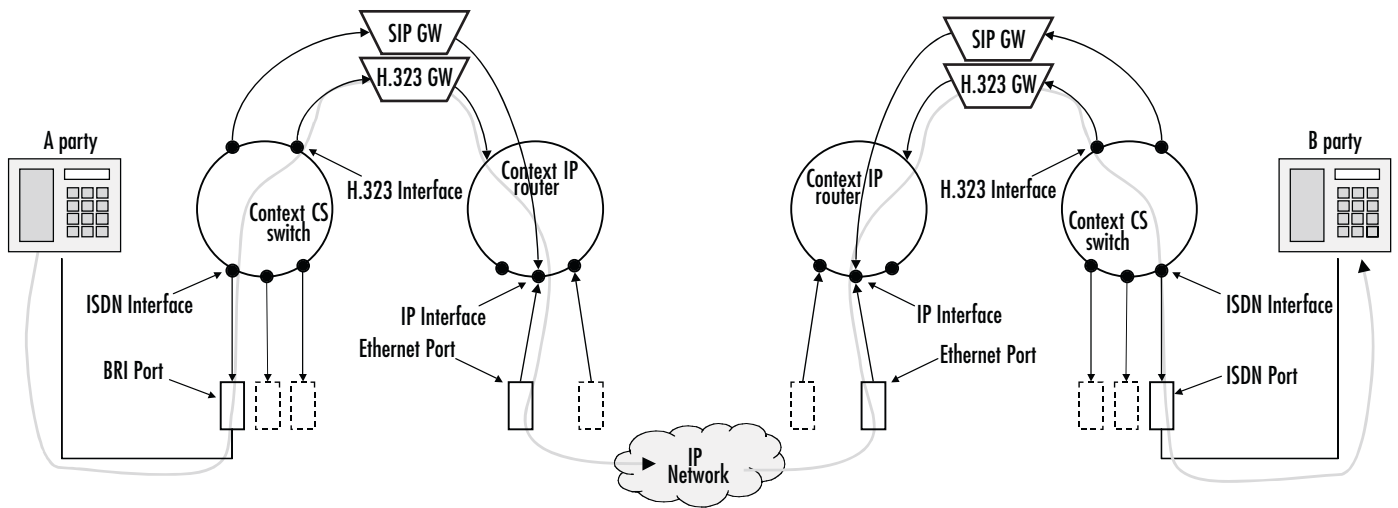 SIP GW
H.323 GW
A party
Context CS
switch
H.323 Interface
Context IP
router
ISDN Interface
BRI Port
IP Interface
Ethernet Port
IP
Network
SIP GW
H.323 GW
Context IP
router
H.323 Interface
Context CS
switch
B party
IP Interface
Ethernet Port
ISDN Interface
ISDN Port